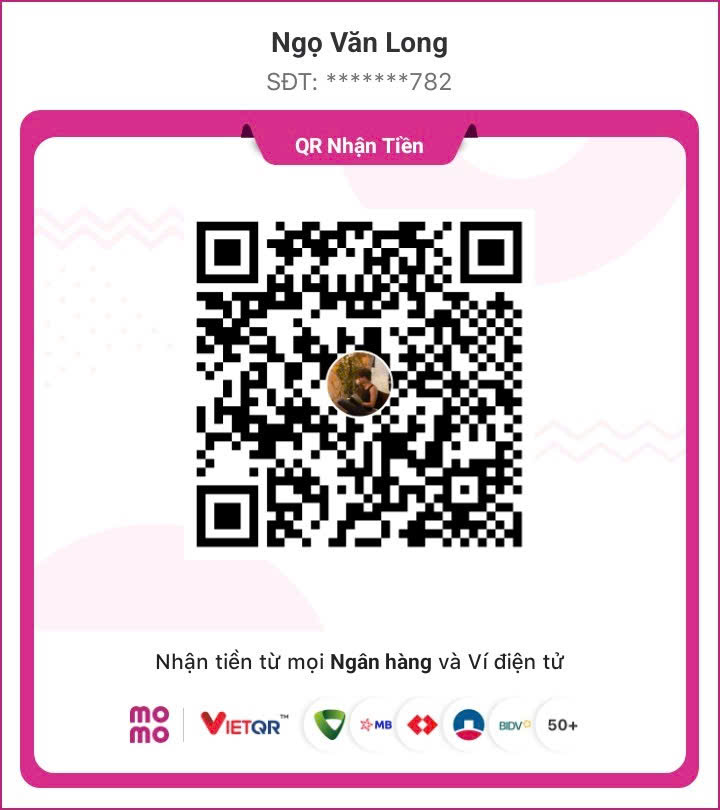 Ngọ Văn Long
SĐT: *******782
QR Nhận Tiền
Nhận tiền từ mọi Ngân hàng và Ví điện tử
mo
mo
VIETQR™
MB
BIDV
50+